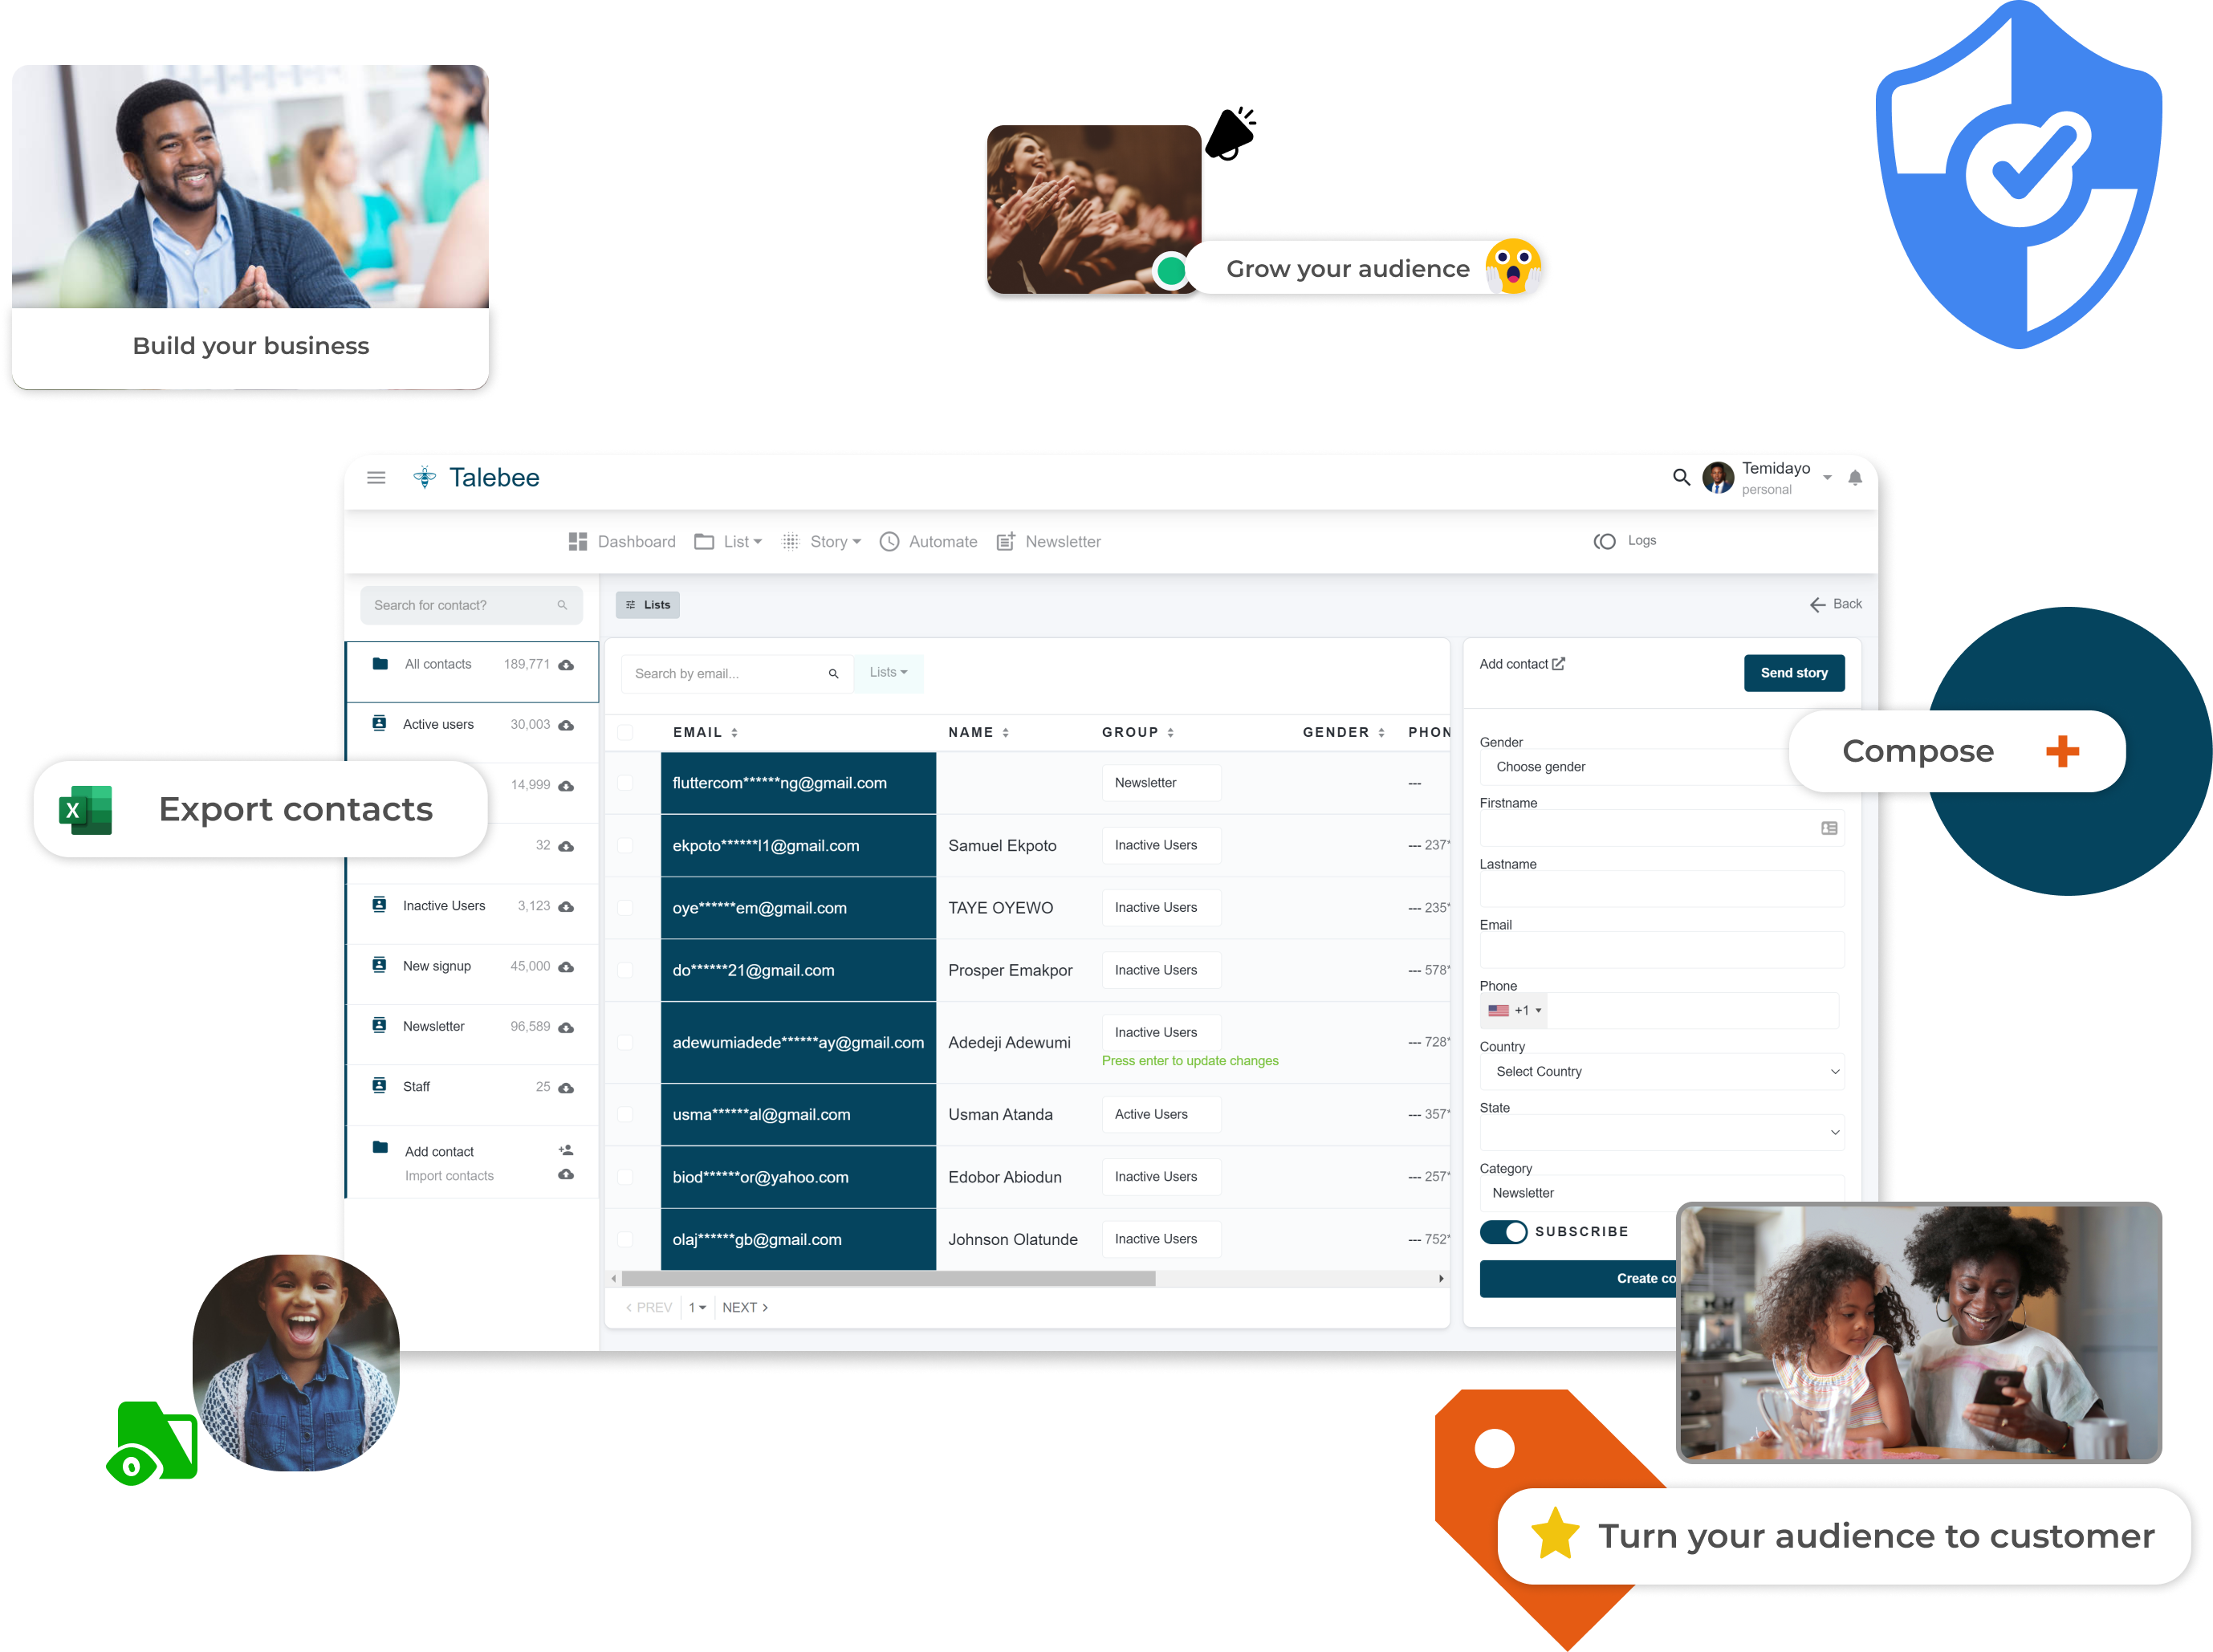 Build your business
Grow your audience
Talebee
Temidayo
personal
Dashboard List Story Automate Newsletter Logs
Search for contact?
Lists
Back
All contacts 189,771
Active users 30,003
14,999
32
Inactive Users 3,123
New signup 45,000
Newsletter 96,589
Staff 25
Add contact
Import contacts
Export contacts
X
Search by email...
Lists
EMAIL NAME GROUP GENDER PHON
fluttercom******ng@gmail.com Newsletter ---
ekpoto******l1@gmail.com Samuel Ekpoto Inactive Users --- 237*
oye******em@gmail.com TAYE OYEWO Inactive Users --- 235*
do******21@gmail.com Prosper Emakpor Inactive Users --- 578*
adewumiadede******ay@gmail.com Adedeji Adewumi Inactive Users --- 728*
Press enter to update changes
usma******al@gmail.com Usman Atanda Active Users --- 357*
biod******or@yahoo.com Edobor Abiodun Inactive Users --- 257*
olaj******gb@gmail.com Johnson Olatunde Inactive Users --- 752*
< PREV 1 NEXT >
Add contact
Send story
Gender
Choose gender
Firstname
Lastname
Email
Phone
+1
Country
Select Country
State
Category
Newsletter
SUBSCRIBE
Create co
Compose
Turn your audience to customer